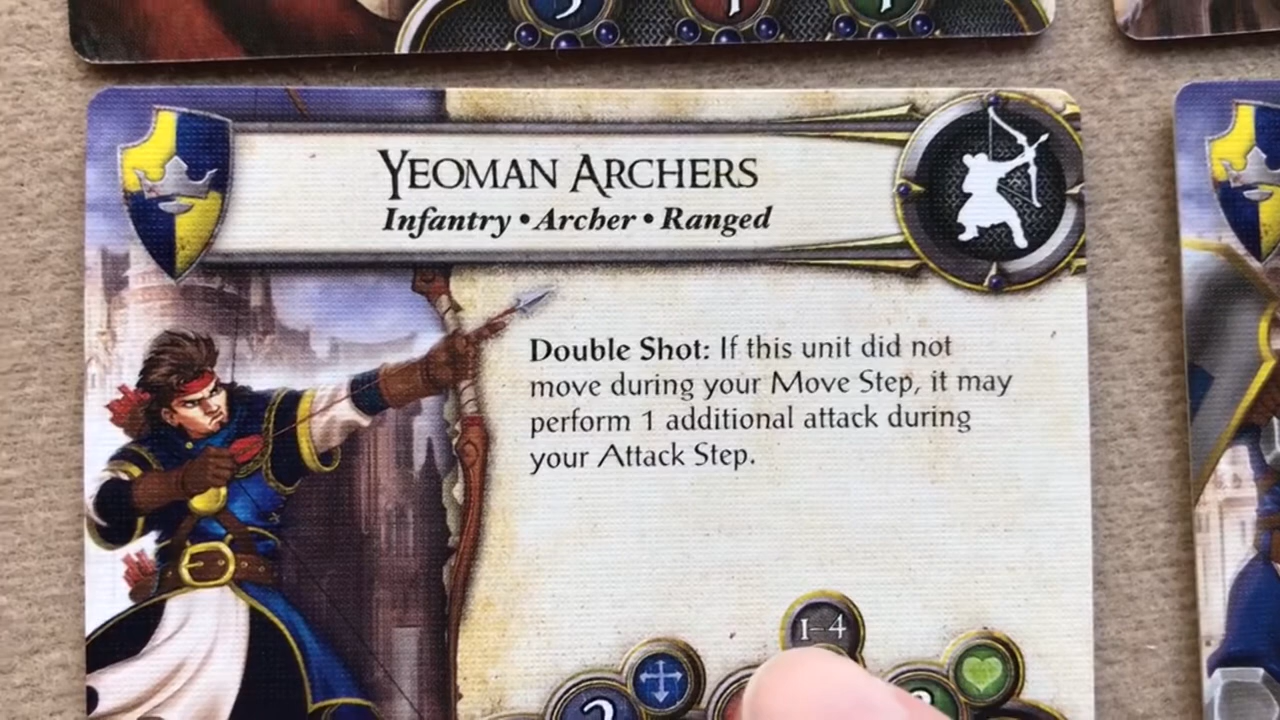 YEOMAN ARCHERS
Infantry • Archer • Ranged
Double Shot: If this unit did not
move during your Move Step, it may
perform 1 additional attack during
your Attack Step.
1–4